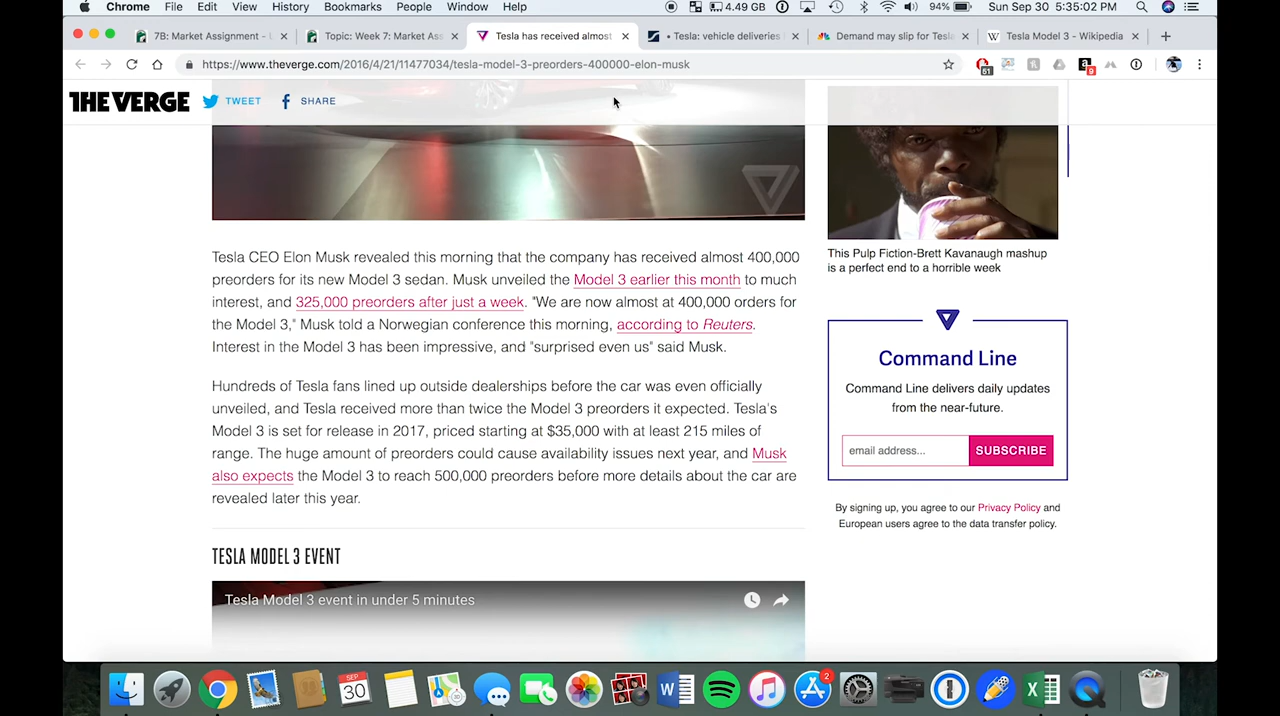 Chrome File Edit View History Bookmarks People Window Help 4.49 GB 94% Sun Sep 30 5:35:02 PM
7B: Market Assignment - Topic: Week 7: Market Ass Tesla has received almost • Tesla: vehicle deliveries Demand may slip for Tesla Tesla Model 3 - Wikipedia
https://www.theverge.com/2016/4/21/11477034/tesla-model-3-preorders-400000-elon-musk
51 9
THE VERGE TWEET SHARE
Tesla CEO Elon Musk revealed this morning that the company has received almost 400,000
preorders for its new Model 3 sedan. Musk unveiled the Model 3 earlier this month to much
interest, and 325,000 preorders after just a week. "We are now almost at 400,000 orders for
the Model 3," Musk told a Norwegian conference this morning, according to Reuters.
Interest in the Model 3 has been impressive, and "surprised even us" said Musk.
Hundreds of Tesla fans lined up outside dealerships before the car was even officially
unveiled, and Tesla received more than twice the Model 3 preorders it expected. Tesla's
Model 3 is set for release in 2017, priced starting at $35,000 with at least 215 miles of
range. The huge amount of preorders could cause availability issues next year, and Musk
also expects the Model 3 to reach 500,000 preorders before more details about the car are
revealed later this year.
TESLA MODEL 3 EVENT
Tesla Model 3 event in under 5 minutes
This Pulp Fiction-Brett Kavanaugh mashup
is a perfect end to a horrible week
Command Line
Command Line delivers daily updates
from the near-future.
email address... SUBSCRIBE
By signing up, you agree to our Privacy Policy and
European users agree to the data transfer policy.
SEP
30
2